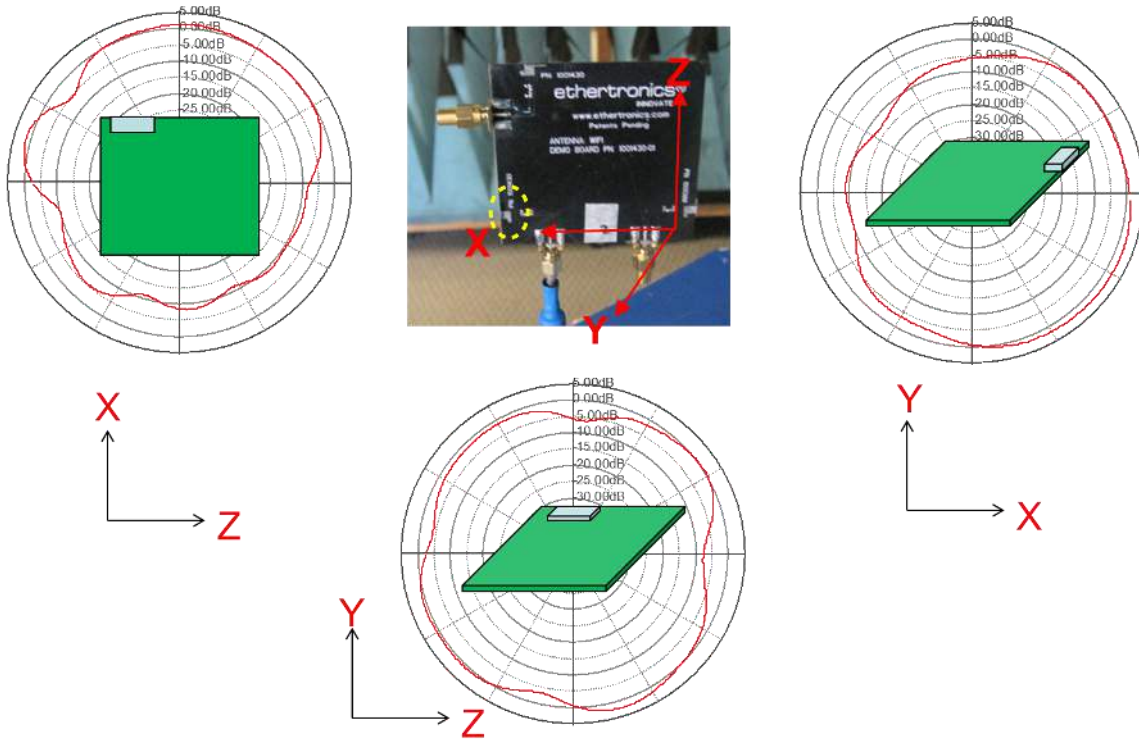 5.00dB
0.00dB
-5.00dB
-10.00dB
-15.00dB
-20.00dB
-25.00dB
X
Z
PN 1001430
ethertronics
INNOVATE
www.ethertronics.com
Patents Pending
ANTENNA WIFI
DEMO BOARD PN 1001430-01
Z
X
Y
5.00dB
0.00dB
-5.00dB
-10.00dB
-15.00dB
-20.00dB
-25.00dB
-30.00dB
Y
X
5.00dB
0.00dB
-5.00dB
-10.00dB
-15.00dB
-20.00dB
-25.00dB
-30.00dB
Y
Z